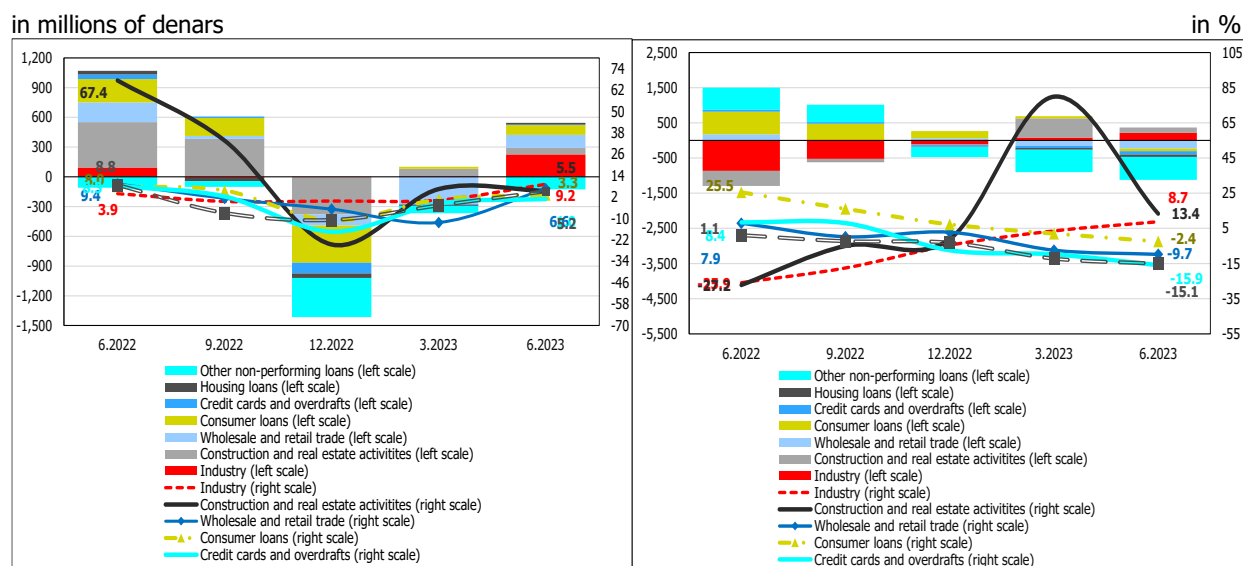 in millions of denars
in %
1,200
900
600
300
0
-300
-600
-900
-1,200
-1,500
74
62
50
38
26
14
2
-10
-22
-34
-46
-58
-70
67.4
8.8
9.4
3.9
5.5
3.3
9.2
6.2.2022 9.2022 12.2022 3.2023 6.2023
Other non-performing loans (left scale)
Housing loans (left scale)
Credit cards and overdrafts (left scale)
Consumer loans (left scale)
Wholesale and retail trade (left scale)
Construction and real estate activitites (left scale)
Industry (left scale)
Industry (right scale)
Construction and real estate activitites (right scale)
Wholesale and retail trade (right scale)
Consumer loans (right scale)
Credit cards and overdrafts (right scale)
2,500
1,500
500
-500
-1,500
-2,500
-3,500
-4,500
-5,500
105
85
65
45
25
5
-15
-35
-55
25.5
1.1
8.4
7.9
-27.2
8.7
13.4
-2.4
-9.7
-15.9
-15.1
6.2022 9.2022 12.2022 3.2023 6.2023
Other non-performing loans (left scale)
Housing loans (left scale)
Credit cards and overdrafts (left scale)
Consumer loans (left scale)
Wholesale and retail trade (left scale)
Construction and real estate activitites (left scale)
Industry (left scale)
Industry (right scale)
Construction and real estate activitites (right scale)
Wholesale and retail trade (right scale)
Consumer loans (right scale)
Credit cards and overdrafts (right scale)